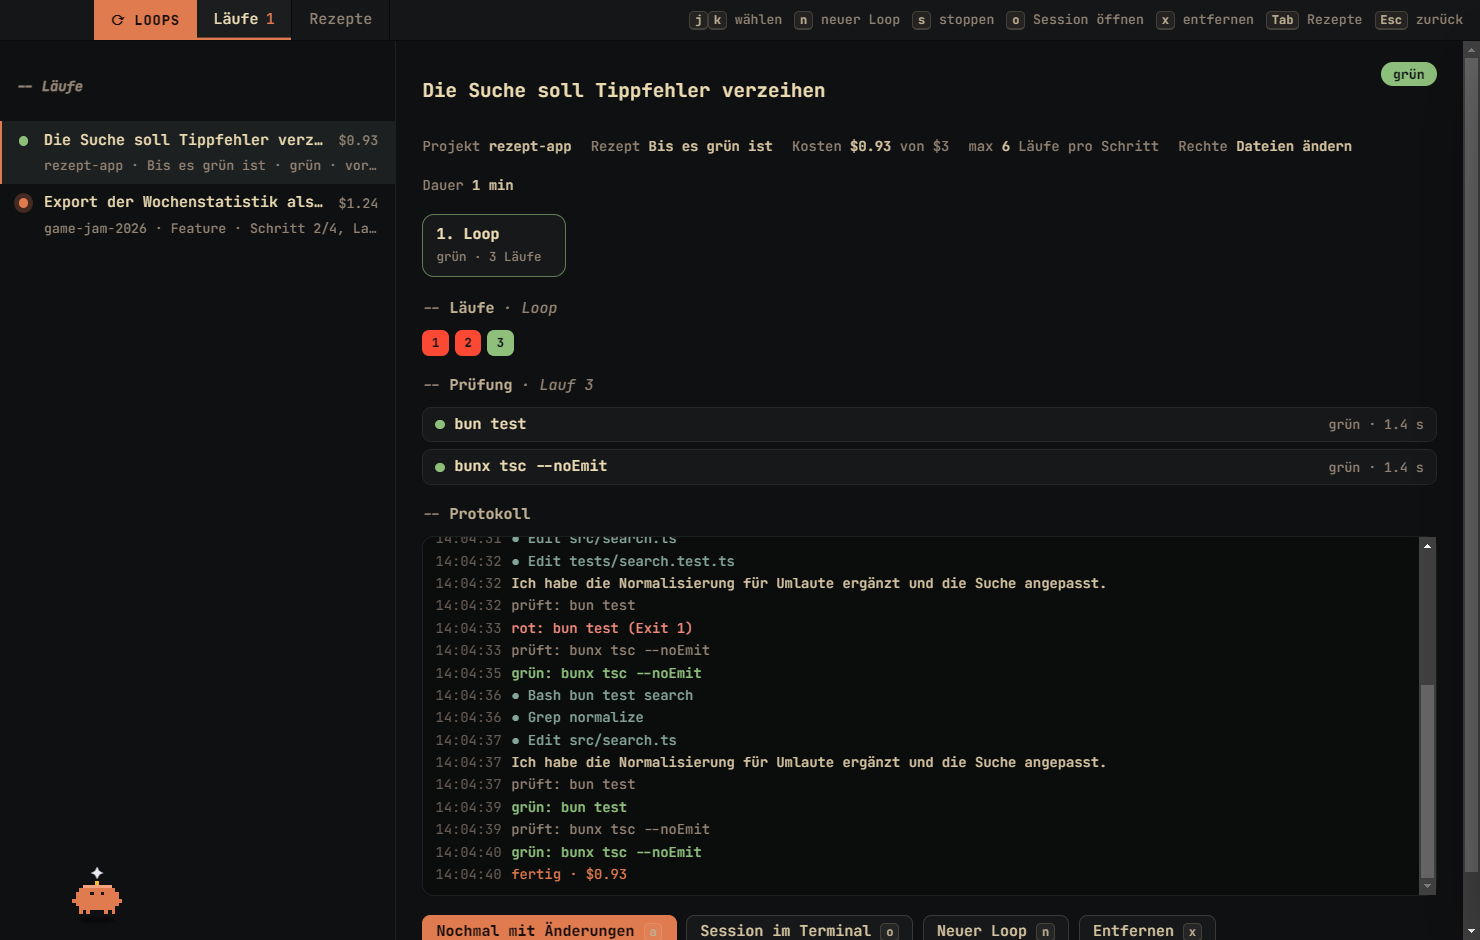 LOOPS Läufe 1 Rezepte j k wählen n neuer Loop s stoppen o Session öffnen x entfernen Tab Rezepte Esc zurück
-- Läufe
Die Suche soll Tippfehler verz… $0.93
rezept-app · Bis es grün ist · grün · vor…
Export der Wochenstatistik als… $1.24
game-jam-2026 · Feature · Schritt 2/4, La…
Die Suche soll Tippfehler verzeihen
grün
Projekt rezept-app Rezept Bis es grün ist Kosten $0.93 von $3 max 6 Läufe pro Schritt Rechte Dateien ändern
Dauer 1 min
1. Loop
grün · 3 Läufe
-- Läufe · Loop
1 2 3
-- Prüfung · Lauf 3
bun test grün · 1.4 s
bunx tsc --noEmit grün · 1.4 s
-- Protokoll
14:04:31 ● Edit src/search.ts
14:04:32 ● Edit tests/search.test.ts
14:04:32 Ich habe die Normalisierung für Umlaute ergänzt und die Suche angepasst.
14:04:32 prüft: bun test
14:04:33 rot: bun test (Exit 1)
14:04:33 prüft: bunx tsc --noEmit
14:04:35 grün: bunx tsc --noEmit
14:04:36 ● Bash bun test search
14:04:36 ● Grep normalize
14:04:37 ● Edit src/search.ts
14:04:37 Ich habe die Normalisierung für Umlaute ergänzt und die Suche angepasst.
14:04:37 prüft: bun test
14:04:39 grün: bun test
14:04:39 prüft: bunx tsc --noEmit
14:04:40 grün: bunx tsc --noEmit
14:04:40 fertig · $0.93
Nochmal mit Änderungen a Session im Terminal o Neuer Loop n Entfernen x